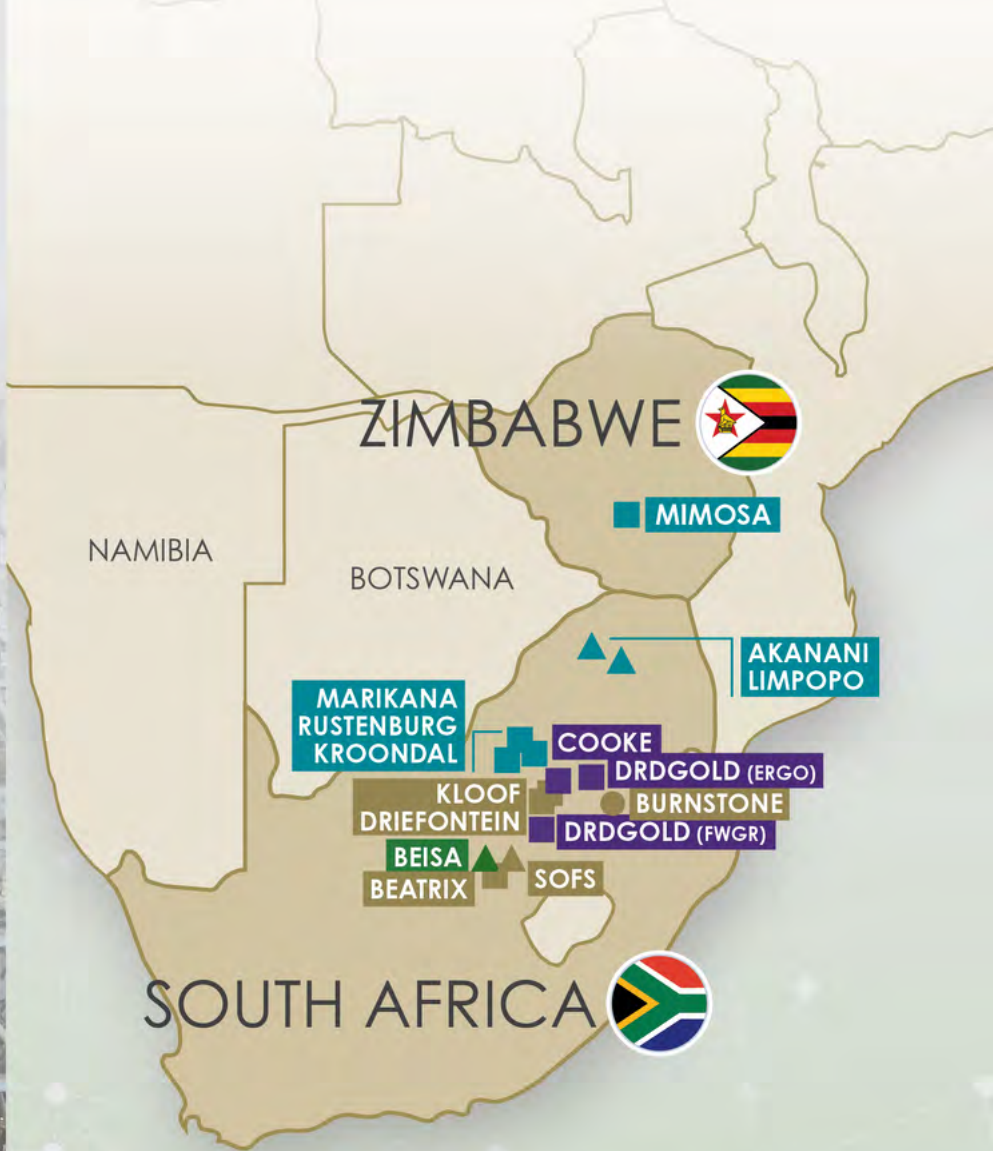 ZIMBABWE
MIMOSA
NAMIBIA
BOTSWANA
AKANANI
LIMPOPO
MARIKANA
RUSTENBURG
KROONDAL
COOKE
DRDGOLD (ERGO)
KLOOF
DRIEFONTEIN
BURNSTONE
DRDGOLD (FWGR)
BEISA
BEATRIX
SOFS
SOUTH AFRICA